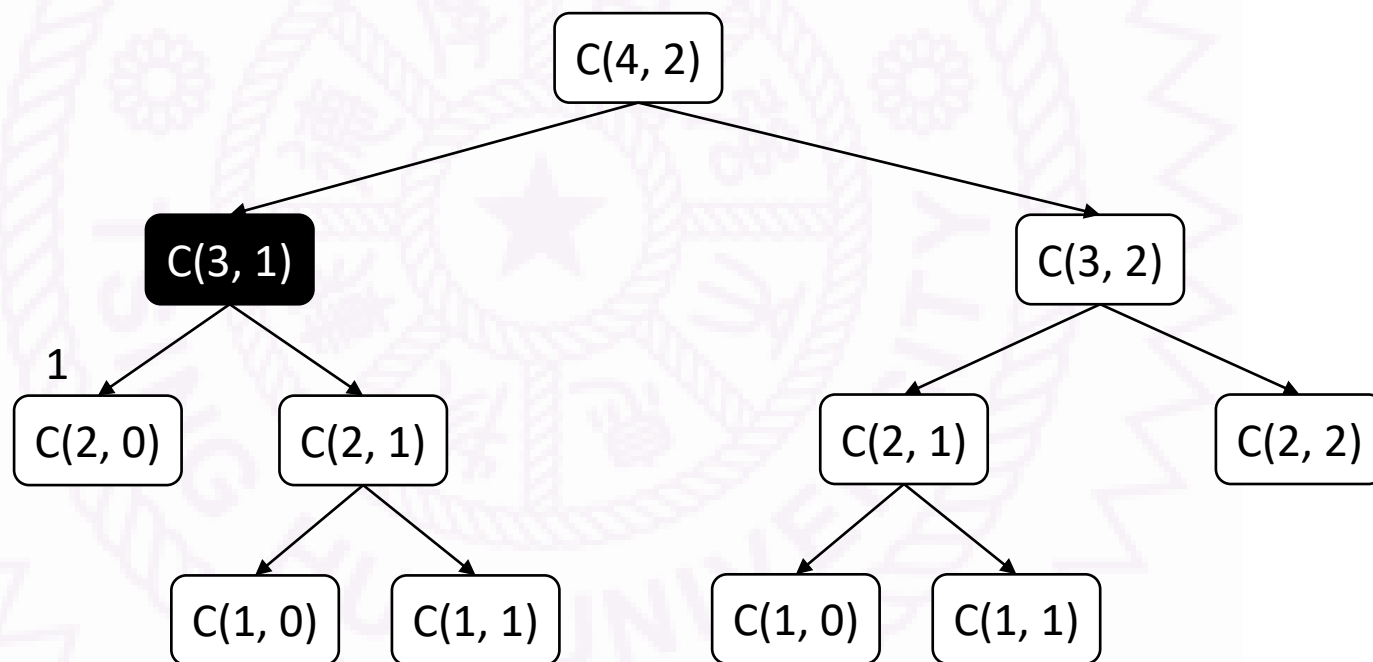 C(4, 2)
C(3, 1)
C(3, 2)
1
C(2, 0)
C(2, 1)
C(2, 1)
C(2, 2)
C(1, 0)
C(1, 1)
C(1, 0)
C(1, 1)